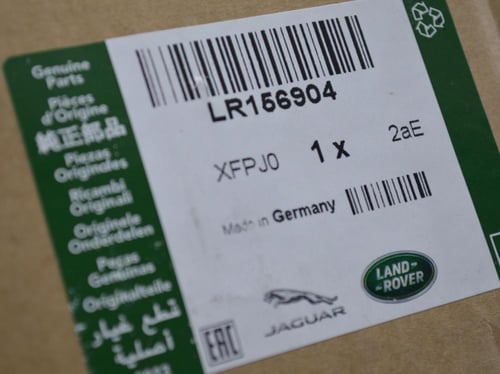 Genuine
Parts
Pièces
d'Origine
純正部品
Piezas
Originales
Ricambi
Originali
Originele
Onderdelen
Peças
Genuínas
Originalteile
قطع غيار
أصلية
LR156904
XFPJ0
1 x
2aE
Made in Germany
LAND-
-ROVER
JAGUAR
EAC